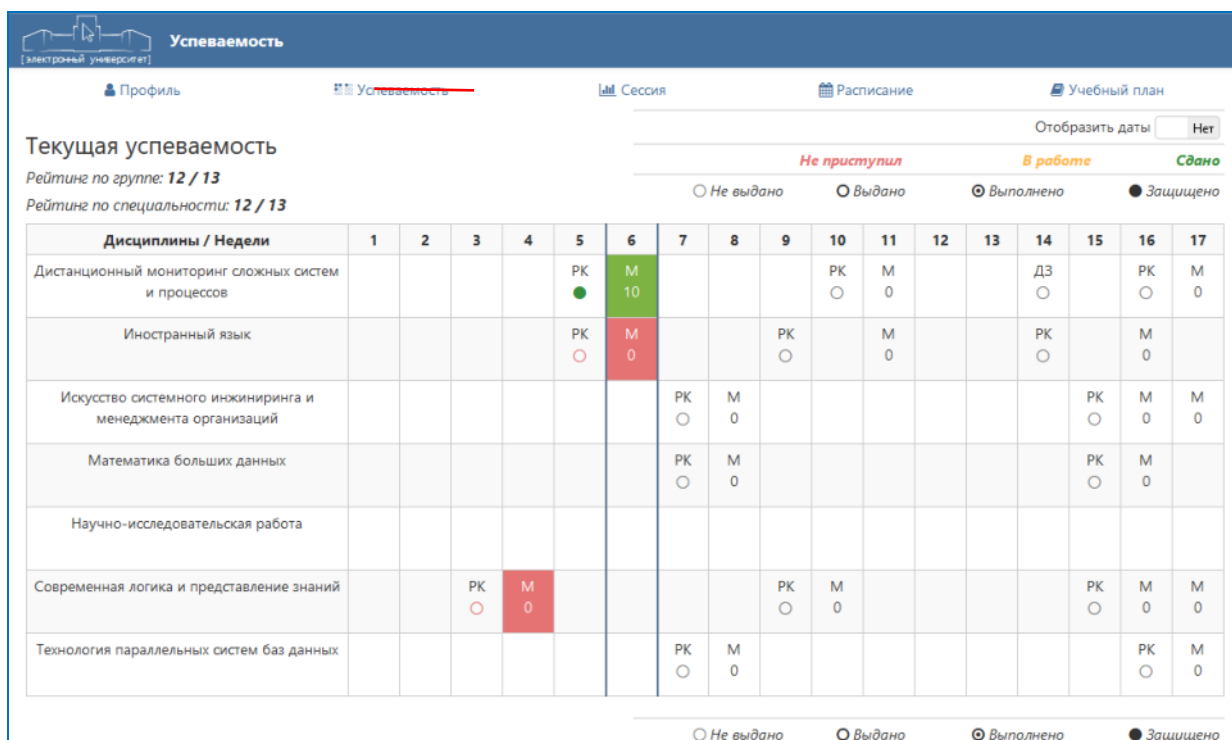 [электронный университет]
Успеваемость
Профиль Успеваемость Сессия Расписание Учебный план
Отобразить даты Нет
Текущая успеваемость
Не приступил В работе Сдано
Рейтинг по группе: 12 / 13
Не выдано Выдано Выполнено Защищено
Рейтинг по специальности: 12 / 13
Дисциплины / Недели 1 2 3 4 5 6 7 8 9 10 11 12 13 14 15 16 17
Дистанционный мониторинг сложных систем РК М РК М ДЗ РК М
и процессов 10 0 0
Иностранный язык РК М РК М РК М
0 0 0
Искусство системного инжиниринга и РК М РК М М
менеджмента организаций 0 0 0
Математика больших данных РК М РК М
0 0
Научно-исследовательская работа
Современная логика и представление знаний РК М РК М РК М М
0 0 0 0
Технология параллельных систем баз данных РК М РК М
0 0
Не выдано Выдано Выполнено Защищено